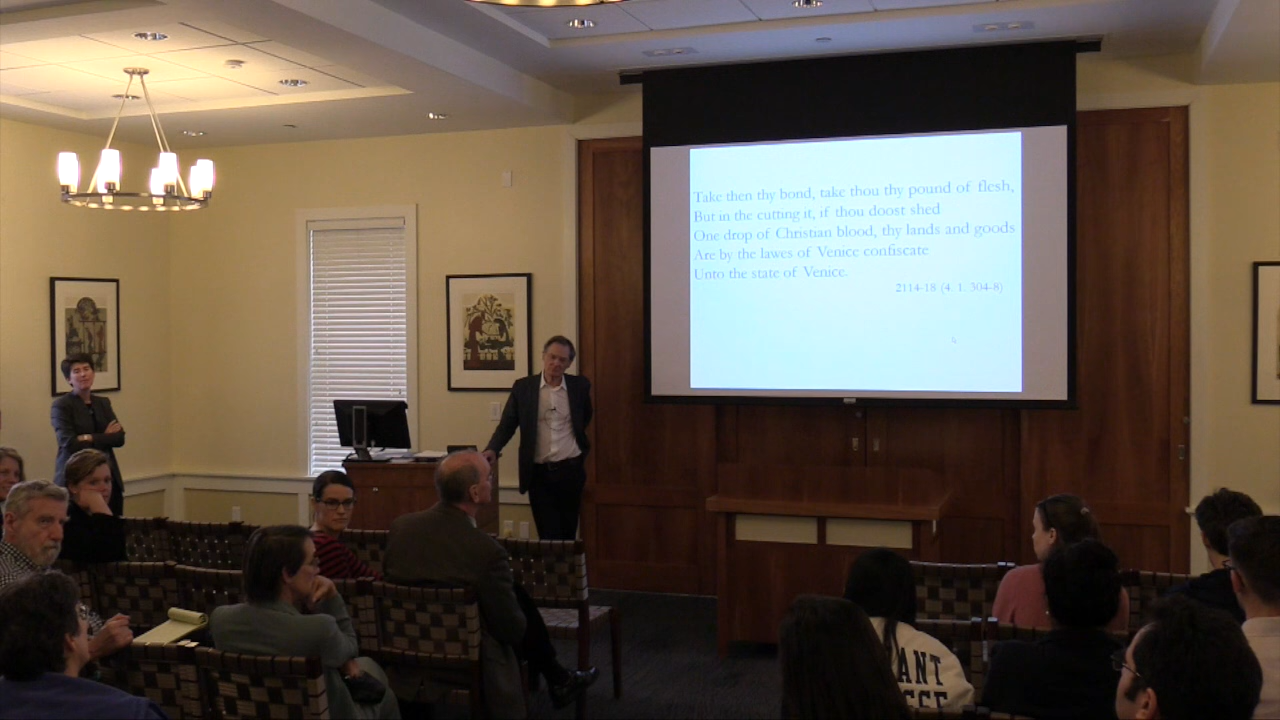 Take then thy bond, take thou thy pound of flesh,
But in the cutting it, if thou doost shed
One drop of Christian blood, thy lands and goods
Are by the lawes of Venice confiscate
Unto the state of Venice.
2114-18 (4. 1. 304-8)
ANT